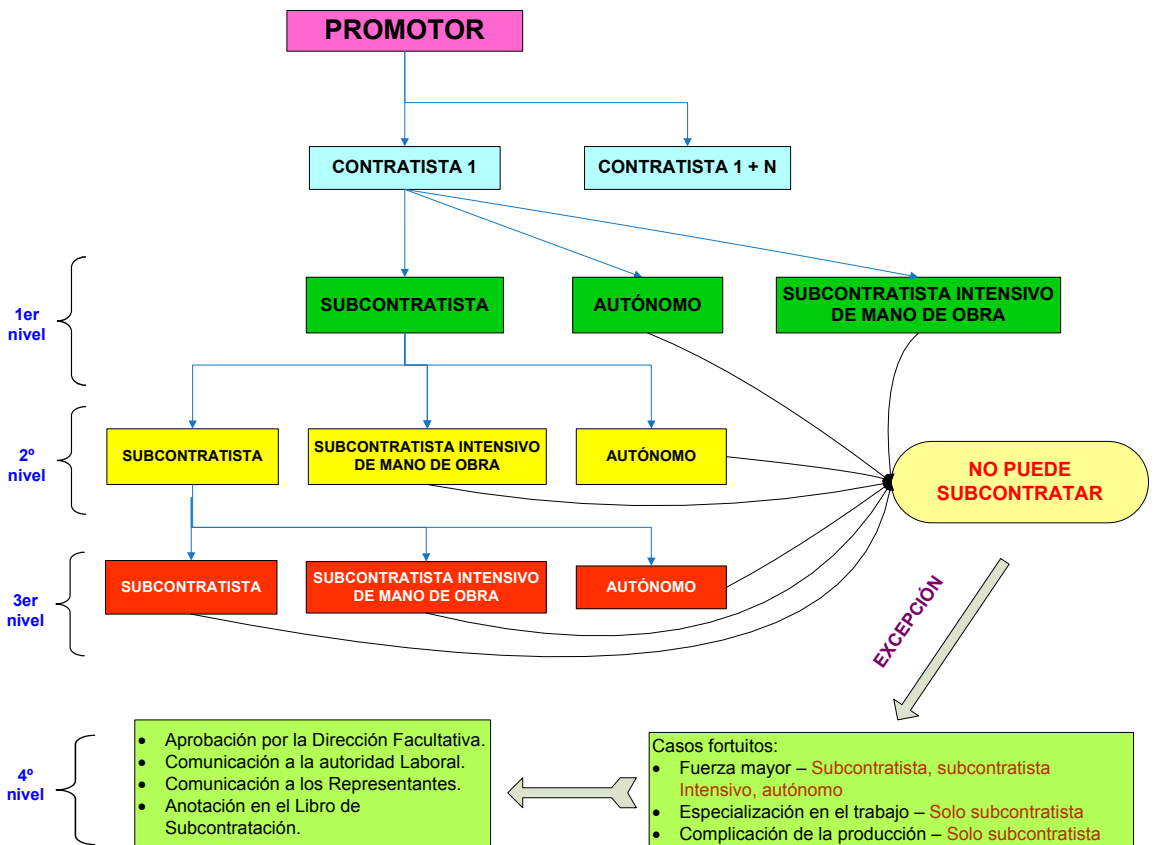 PROMOTOR
CONTRATISTA 1
CONTRATISTA 1 + N
1er
nivel
SUBCONTRATISTA
AUTÓNOMO
SUBCONTRATISTA INTENSIVO
DE MANO DE OBRA
2º
nivel
SUBCONTRATISTA
SUBCONTRATISTA INTENSIVO
DE MANO DE OBRA
AUTÓNOMO
NO PUEDE
SUBCONTRATAR
3er
nivel
SUBCONTRATISTA
SUBCONTRATISTA INTENSIVO
DE MANO DE OBRA
AUTÓNOMO
EXCEPCIÓN
4º
nivel
• Aprobación por la Dirección Facultativa.
• Comunicación a la autoridad Laboral.
• Comunicación a los Representantes.
• Anotación en el Libro de
Subcontratación.
Casos fortuitos:
• Fuerza mayor – Subcontratista, subcontratista
Intensivo, autónomo
• Especialización en el trabajo – Solo subcontratista
• Complicación de la producción – Solo subcontratista